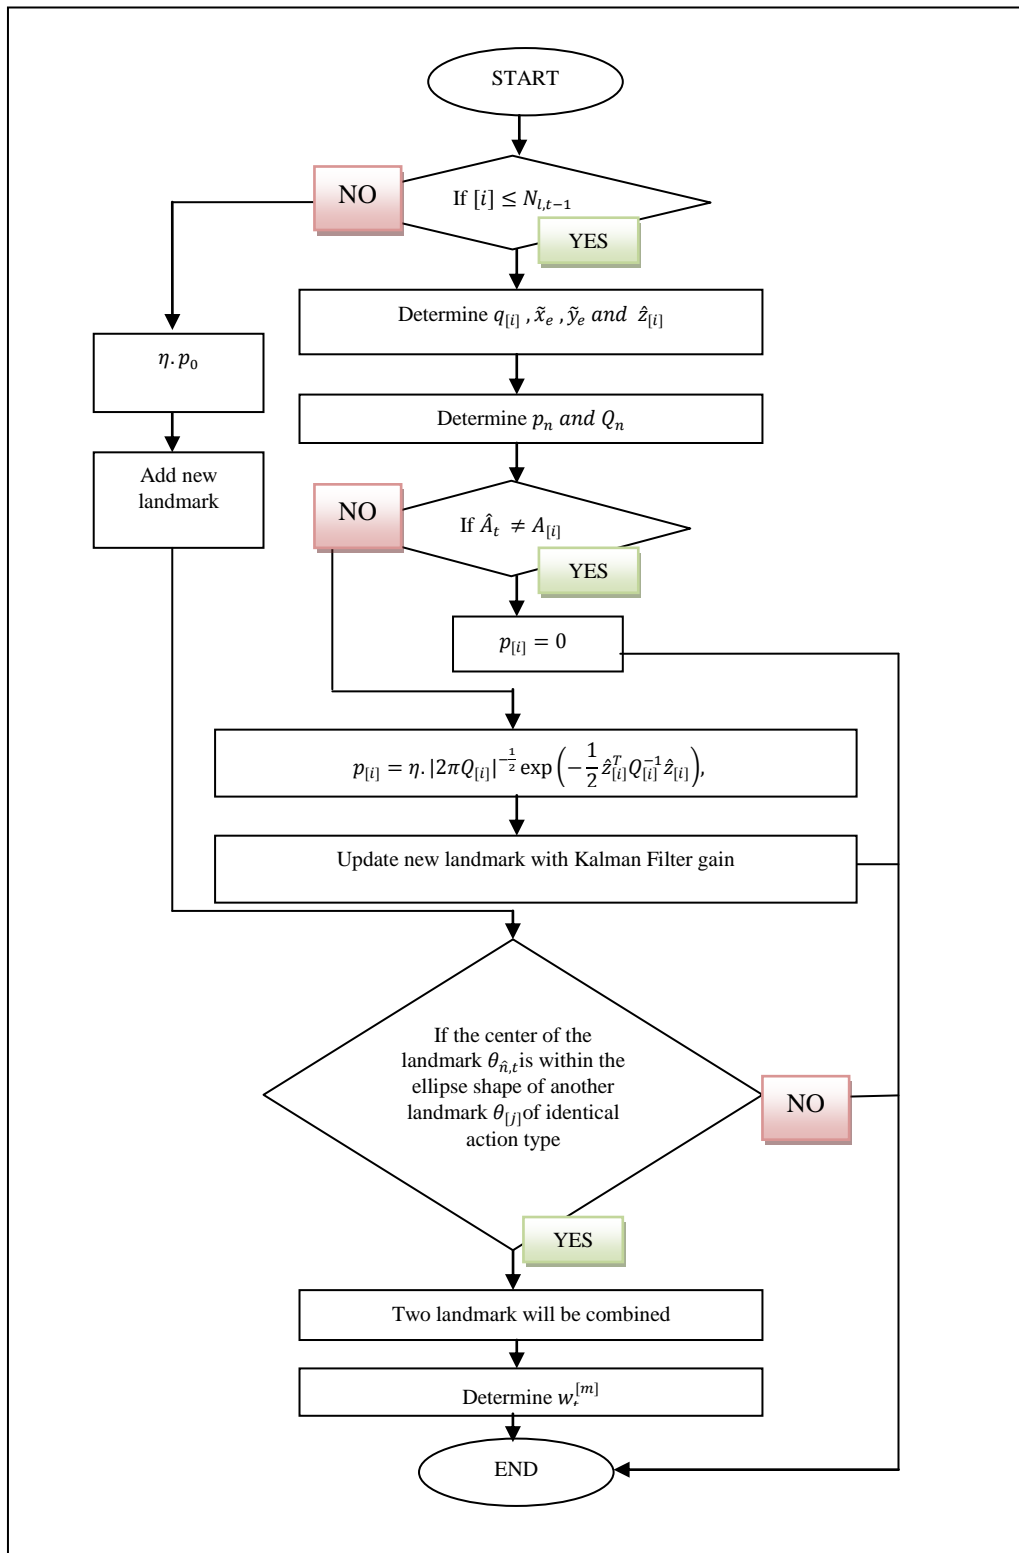 START
If [i] ≤ N_{l,t−1}
NO
YES
Determine q_{[i]} , x̃_e , ỹ_e and ẑ_{[i]}
η. p_0
Determine p_n and Q_n
Add new
landmark
NO
If Â_t ≠ A_{[i]}
YES
p_{[i]} = 0
p_{[i]} = η. |2πQ_{[i]}|^{−1/2} exp (−1/2 ẑ_{[i]}^T Q_{[i]}^{−1} ẑ_{[i]}),
Update new landmark with Kalman Filter gain
If the center of the
landmark θ_{n̂,t} is within the
ellipse shape of another
landmark θ_{[j]} of identical
action type
NO
YES
Two landmark will be combined
Determine w_t^{[m]}
END